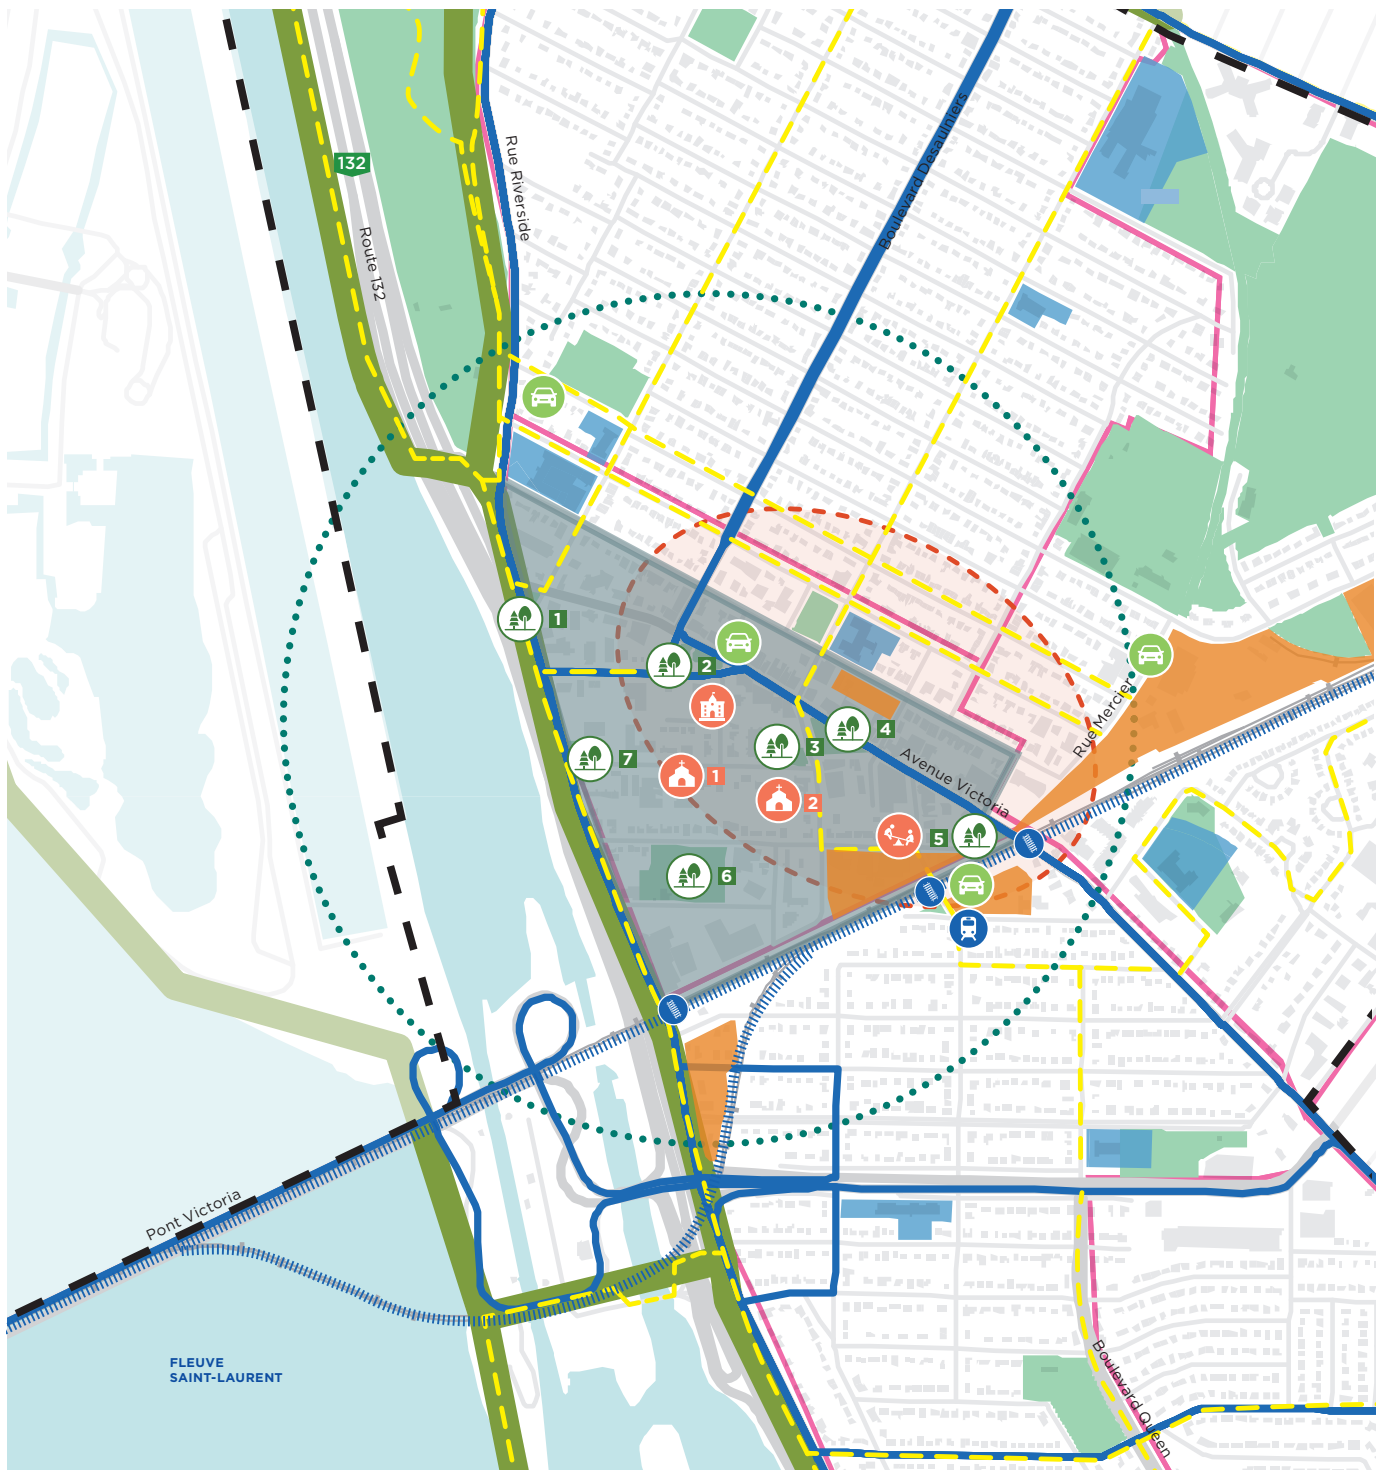 132
Rue Riverside
Boulevard Desaulniers
Route 132
1
2
Rue Mercier
3
4
7
1
2
Avenue Victoria
5
6
Pont Victoria
FLEUVE
SAINT-LAURENT
Boulevard Queen